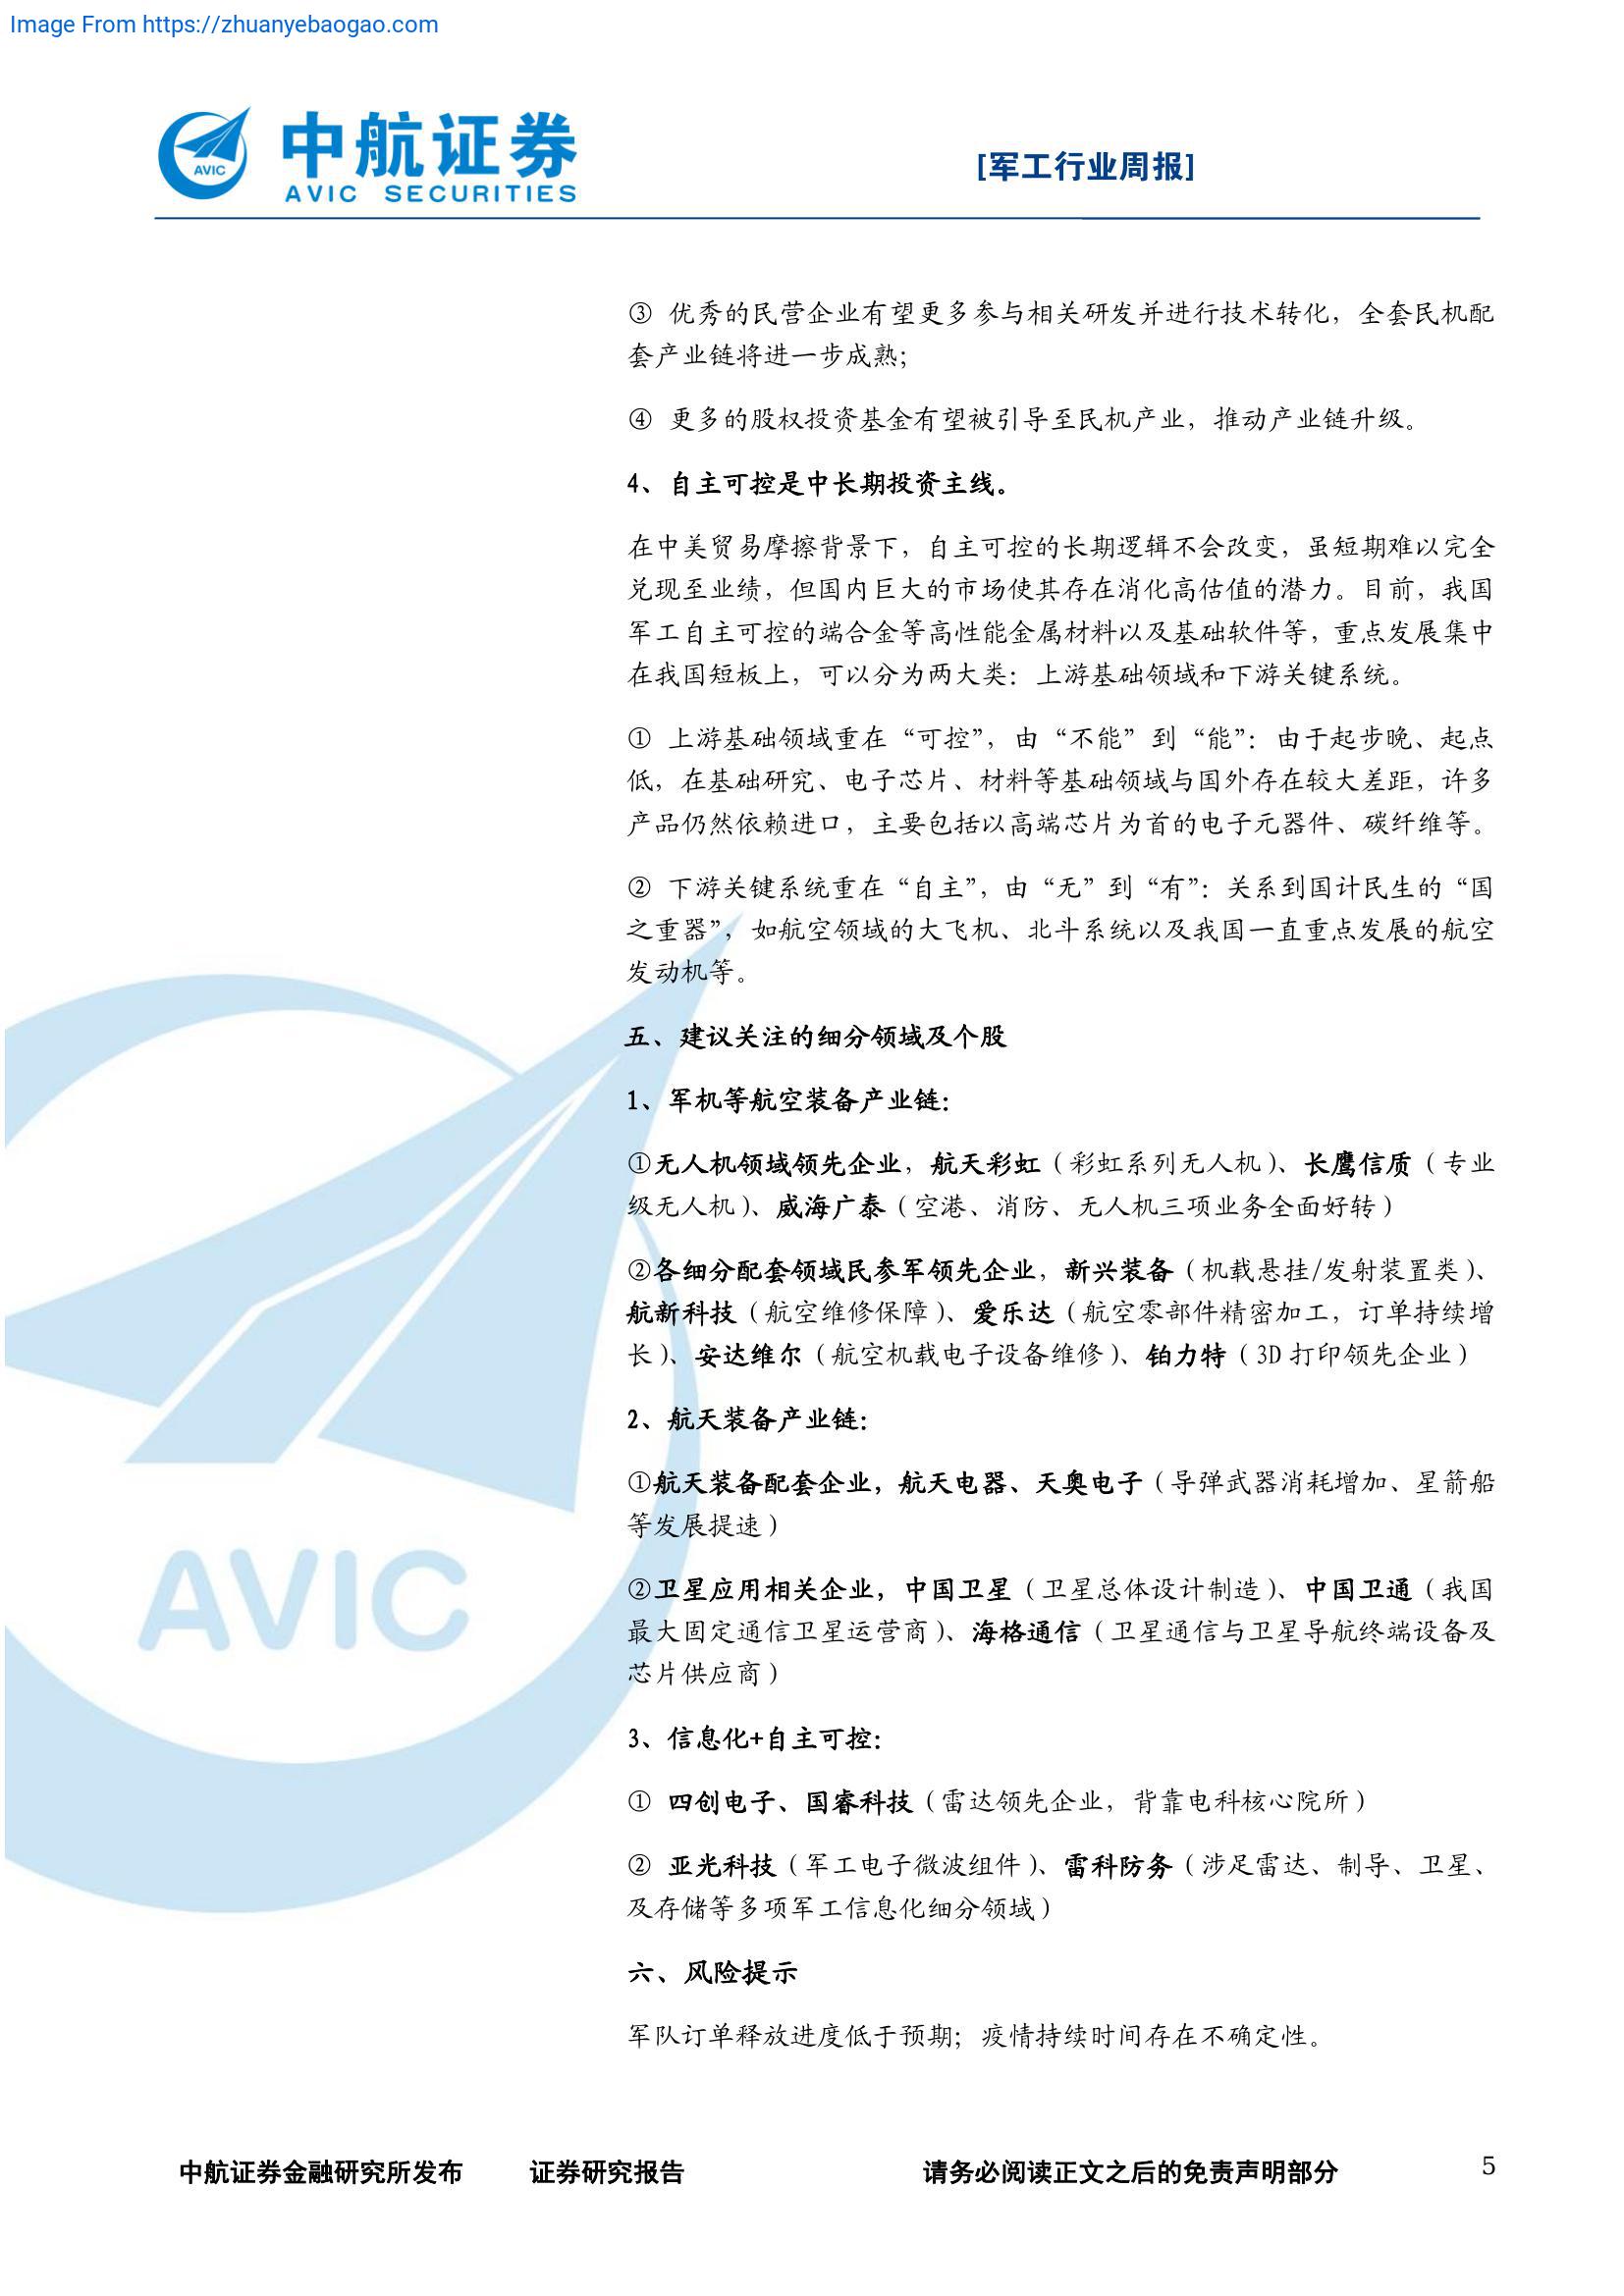 Image From https://zhuanyebaogao.com
AVIC
中航证券
AVIC SECURITIES
[军工行业周报]
③ 优秀的民营企业有望更多参与相关研发并进行技术转化，全套民机配
套产业链将进一步成熟；
④ 更多的股权投资基金有望被引导至民机产业，推动产业链升级。
4、自主可控是中长期投资主线。
在中美贸易摩擦背景下，自主可控的长期逻辑不会改变，虽短期难以完全
兑现至业绩，但国内巨大的市场使其存在消化高估值的潜力。目前，我国
军工自主可控的端合金等高性能金属材料以及基础软件等，重点发展集中
在我国短板上，可以分为两大类：上游基础领域和下游关键系统。
① 上游基础领域重在“可控”，由“不能”到“能”：由于起步晚、起点
低，在基础研究、电子芯片、材料等基础领域与国外存在较大差距，许多
产品仍然依赖进口，主要包括以高端芯片为首的电子元器件、碳纤维等。
② 下游关键系统重在“自主”，由“无”到“有”：关系到国计民生的“国
之重器”，如航空领域的大飞机、北斗系统以及我国一直重点发展的航空
发动机等。
五、建议关注的细分领域及个股
1、军机等航空装备产业链：
①无人机领域领先企业，航天彩虹（彩虹系列无人机）、长鹰信质（专业
级无人机）、威海广泰（空港、消防、无人机三项业务全面好转）
②各细分配套领域民参军领先企业，新兴装备（机载悬挂/发射装置类）、
航新科技（航空维修保障）、爱乐达（航空零部件精密加工，订单持续增
长）、安达维尔（航空机载电子设备维修）、铂力特（3D 打印领先企业）
2、航天装备产业链：
①航天装备配套企业，航天电器、天奥电子（导弹武器消耗增加、星箭船
等发展提速）
②卫星应用相关企业，中国卫星（卫星总体设计制造）、中国卫通（我国
最大固定通信卫星运营商）、海格通信（卫星通信与卫星导航终端设备及
芯片供应商）
3、信息化+自主可控：
① 四创电子、国睿科技（雷达领先企业，背靠电科核心院所）
② 亚光科技（军工电子微波组件）、雷科防务（涉足雷达、制导、卫星、
及存储等多项军工信息化细分领域）
六、风险提示
军队订单释放进度低于预期；疫情持续时间存在不确定性。
AVIC
中航证券金融研究所发布 证券研究报告 请务必阅读正文之后的免责声明部分 5